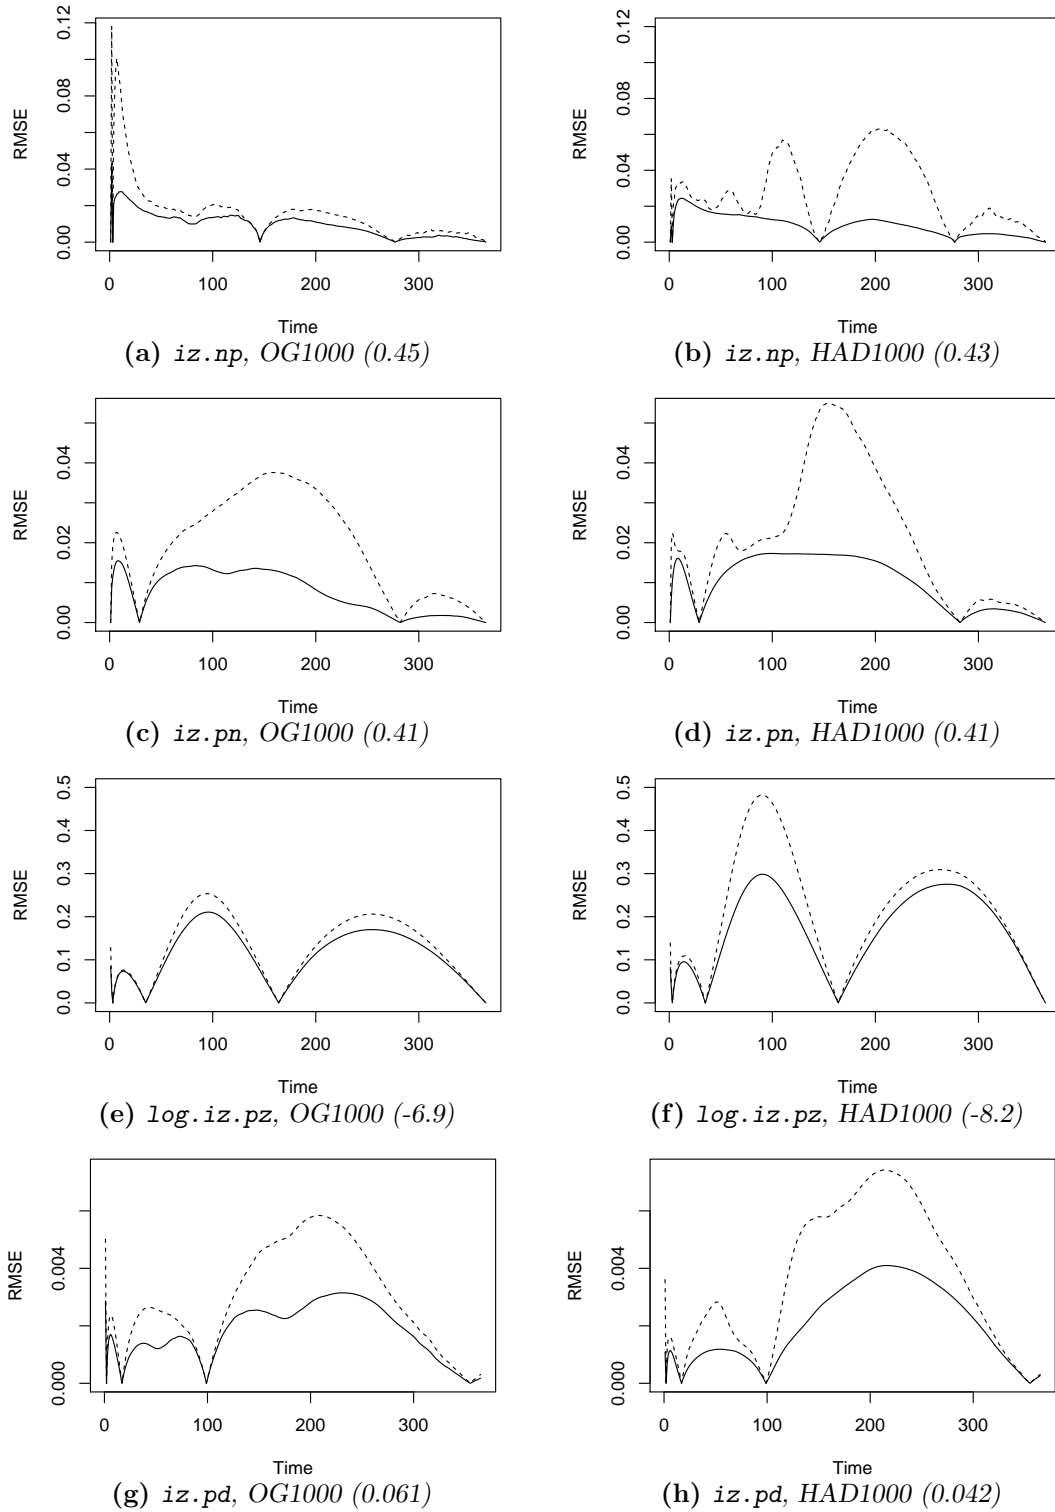 0.12
0.08
0.04
0.00
RMSE
0 100 200 300
Time
(a) iz.np, OG1000 (0.45)
0.12
0.08
0.04
0.00
RMSE
0 100 200 300
Time
(b) iz.np, HAD1000 (0.43)
0.04
0.02
0.00
RMSE
0 100 200 300
Time
(c) iz.pn, OG1000 (0.41)
0.04
0.02
0.00
RMSE
0 100 200 300
Time
(d) iz.pn, HAD1000 (0.41)
0.5
0.4
0.3
0.2
0.1
0.0
RMSE
0 100 200 300
Time
(e) log.iz.pz, OG1000 (-6.9)
0.5
0.4
0.3
0.2
0.1
0.0
RMSE
0 100 200 300
Time
(f) log.iz.pz, HAD1000 (-8.2)
0.004
0.000
RMSE
0 100 200 300
Time
(g) iz.pd, OG1000 (0.061)
0.004
0.000
RMSE
0 100 200 300
Time
(h) iz.pd, HAD1000 (0.042)